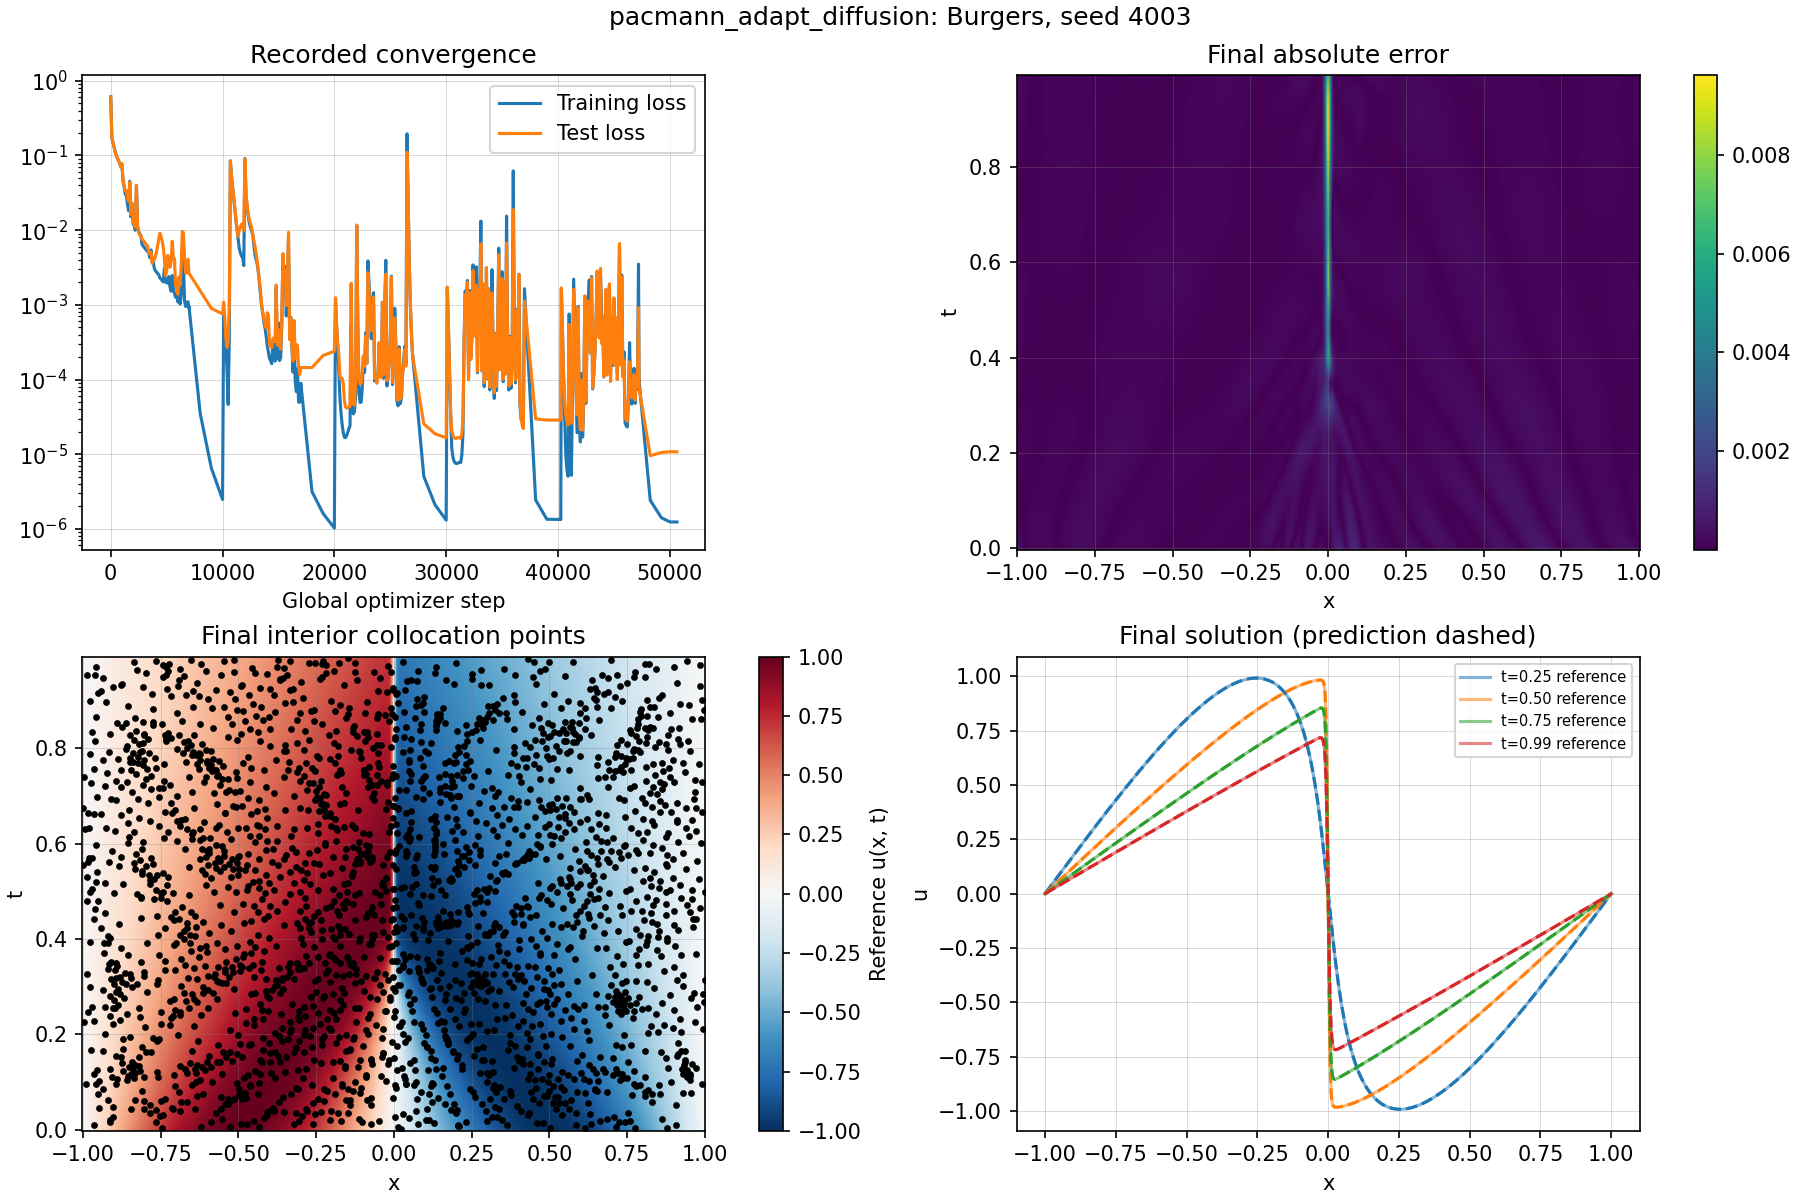 pacmann_adapt_diffusion: Burgers, seed 4003
Recorded convergence
10⁰
10⁻¹
10⁻²
10⁻³
10⁻⁴
10⁻⁵
10⁻⁶
Training loss
Test loss
0 10000 20000 30000 40000 50000
Global optimizer step
Final absolute error
t
0.8
0.6
0.4
0.2
0.0
−1.00 −0.75 −0.50 −0.25 0.00 0.25 0.50 0.75 1.00
x
0.008
0.006
0.004
0.002
Final interior collocation points
t
0.8
0.6
0.4
0.2
0.0
−1.00 −0.75 −0.50 −0.25 0.00 0.25 0.50 0.75 1.00
x
1.00
0.75
0.50
0.25
0.00
−0.25
−0.50
−0.75
−1.00
Reference u(x, t)
Final solution (prediction dashed)
u
1.00
0.75
0.50
0.25
0.00
−0.25
−0.50
−0.75
−1.00
t=0.25 reference
t=0.50 reference
t=0.75 reference
t=0.99 reference
−1.00 −0.75 −0.50 −0.25 0.00 0.25 0.50 0.75 1.00
x